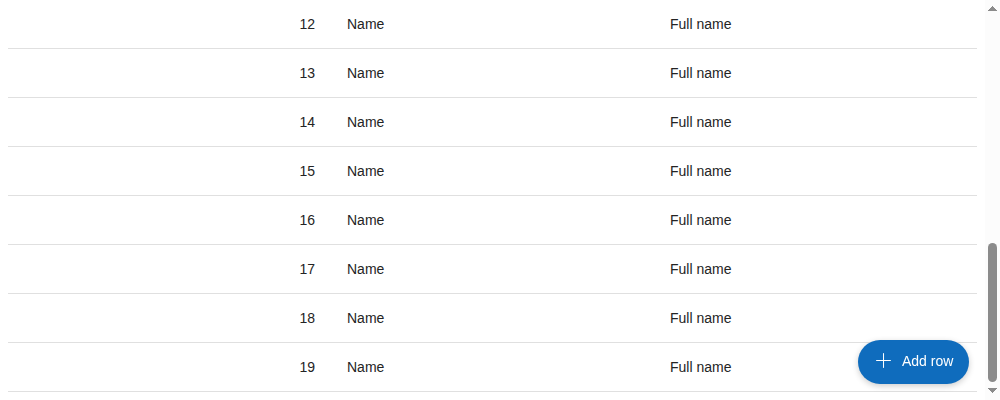 12 Name Full name
13 Name Full name
14 Name Full name
15 Name Full name
16 Name Full name
17 Name Full name
18 Name Full name
19 Name Full name
Add row